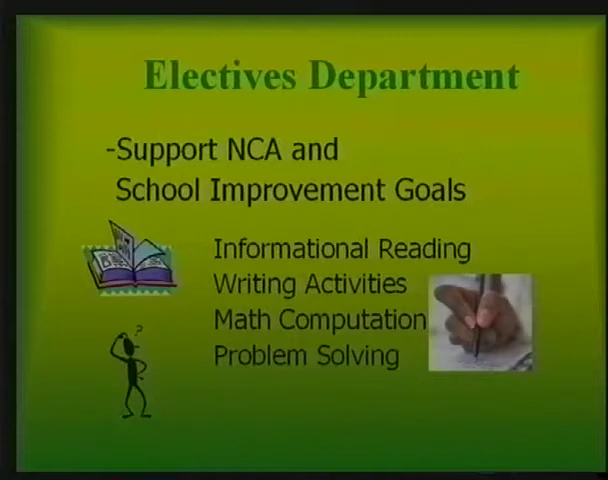 Electives Department
-Support NCA and
School Improvement Goals
Informational Reading
Writing Activities
Math Computation
Problem Solving
?